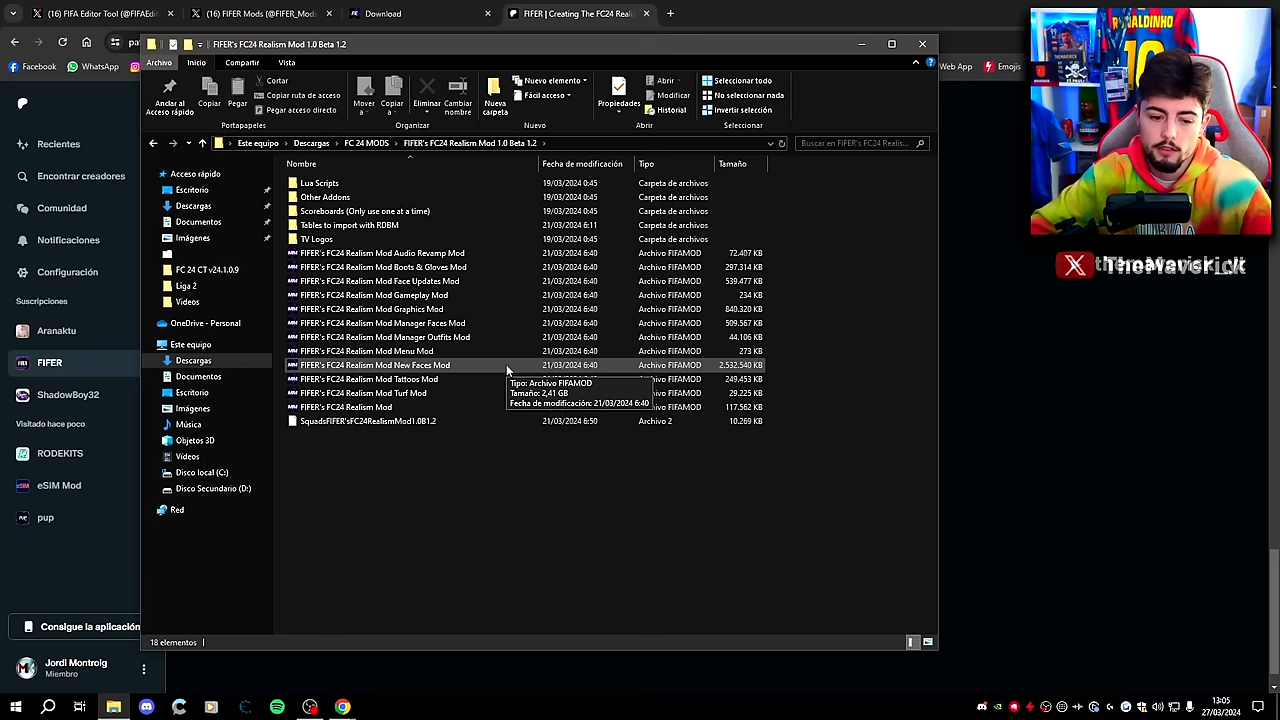 (16) FIFA Editor Tool (@FIFAEdit
(16) FIFER Mods (@FIFER_Mods
FIFER | Creating The FC24 Reali
Facebook
WhatsApp
Web App
Emojis
FIFER's FC24 Realism Mod 1.0 Beta 1.2
Archivo
Inicio
Compartir
Vista
Anclar al
Acceso rápido
Copiar
Pegar
Cortar
Copiar ruta de acceso
Pegar acceso directo
Portapapeles
Mover
a
Copiar
Eliminar
Cambiar
nombre
Organizar
Nueva
carpeta
Nuevo elemento
Fácil acceso
Nuevo
Propiedades
Abrir
Modificar
Historial
Abrir
Seleccionar todo
No seleccionar nada
Invertir selección
Seleccionar
Este equipo
Descargas
FC 24 MODS
FIFER's FC24 Realism Mod 1.0 Beta 1.2
Buscar en FIFER's FC24 Realis...
Recientes
Encontrar creadores
Comunidad
Notificaciones
Configuración
Suscripciones
Aranaktu
FIFER
ShadowBoy32
Visitado hace poco
RODEKITS
eSIM Mod
pup
Consigue la aplicación
Jordi Montroig
Miembro
Acceso rápido
Escritorio
Descargas
Documentos
Imágenes
FC 24 CT v24.1.0.9
Liga 2
Videos
OneDrive - Personal
Este equipo
Descargas
Documentos
Escritorio
Imágenes
Música
Objetos 3D
Vídeos
Disco local (C:)
Disco Secundario (D:)
Red
Nombre Fecha de modificación Tipo Tamaño
Lua Scripts 19/03/2024 0:45 Carpeta de archivos
Other Addons 19/03/2024 0:45 Carpeta de archivos
Scoreboards (Only use one at a time) 19/03/2024 0:45 Carpeta de archivos
Tables to import with RDBM 21/03/2024 6:11 Carpeta de archivos
TV Logos 19/03/2024 0:45 Carpeta de archivos
FIFER's FC24 Realism Mod Audio Revamp Mod 21/03/2024 6:40 Archivo FIFAMOD 72.407 KB
FIFER's FC24 Realism Mod Boots & Gloves Mod 21/03/2024 6:40 Archivo FIFAMOD 297.314 KB
FIFER's FC24 Realism Mod Face Updates Mod 21/03/2024 6:40 Archivo FIFAMOD 539.477 KB
FIFER's FC24 Realism Mod Gameplay Mod 21/03/2024 6:40 Archivo FIFAMOD 234 KB
FIFER's FC24 Realism Mod Graphics Mod 21/03/2024 6:40 Archivo FIFAMOD 840.320 KB
FIFER's FC24 Realism Mod Manager Faces Mod 21/03/2024 6:40 Archivo FIFAMOD 509.567 KB
FIFER's FC24 Realism Mod Manager Outfits Mod 21/03/2024 6:40 Archivo FIFAMOD 44.106 KB
FIFER's FC24 Realism Mod Menu Mod 21/03/2024 6:40 Archivo FIFAMOD 273 KB
FIFER's FC24 Realism Mod New Faces Mod 21/03/2024 6:40 Archivo FIFAMOD 2.532.540 KB
FIFER's FC24 Realism Mod Tattoos Mod FIFAMOD 249.453 KB
FIFER's FC24 Realism Mod Turf Mod FIFAMOD 29.225 KB
FIFER's FC24 Realism Mod 21/03/2024 6:40 Archivo FIFAMOD 117.562 KB
SquadsFIFER'sFC24RealismMod1.0B1.2 21/03/2024 6:50 Archivo 2 10.269 KB
Tipo: Archivo FIFAMOD
Tamaño: 2,41 GB
Fecha de modificación: 21/03/2024 6:40
18 elementos
RONALDINHO
10
99
THEMAVERICK
ST. PAULI
13:05
27/03/2024